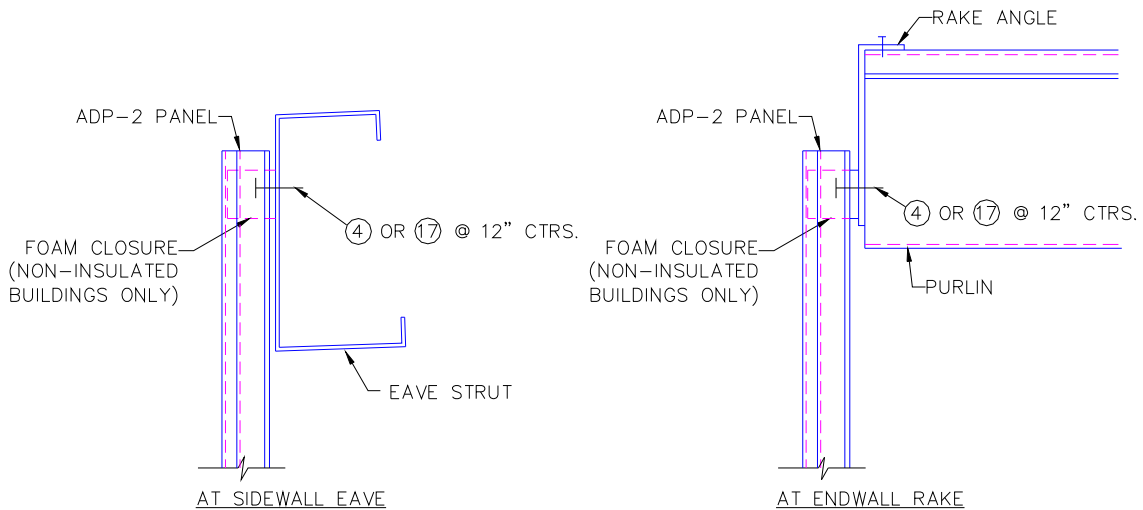 ADP-2 PANEL
4 OR 17 @ 12” CTRS.
FOAM CLOSURE
(NON-INSULATED
BUILDINGS ONLY)
EAVE STRUT
AT SIDEWALL EAVE
RAKE ANGLE
ADP-2 PANEL
4 OR 17 @ 12” CTRS.
FOAM CLOSURE
(NON-INSULATED
BUILDINGS ONLY)
PURLIN
AT ENDWALL RAKE